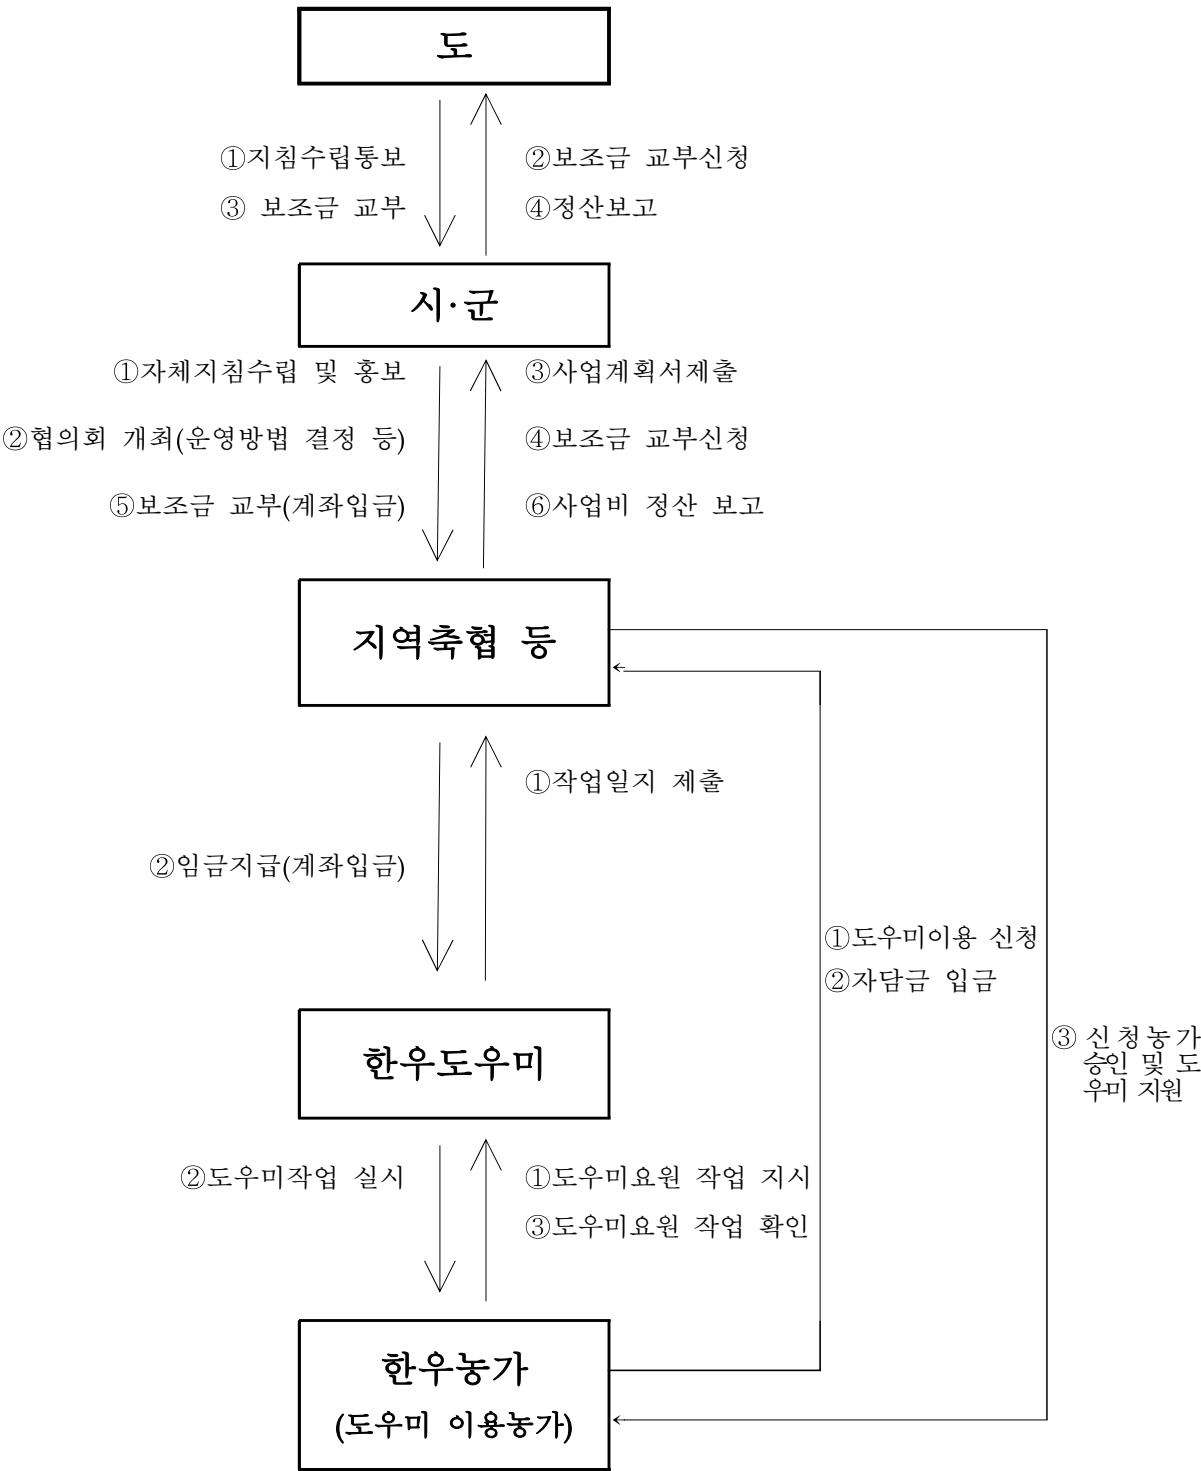 도
①지침수립통보
②보조금 교부신청
③ 보조금 교부
④정산보고
시·군
①자체지침수립 및 홍보
③사업계획서제출
②협의회 개최(운영방법 결정 등)
④보조금 교부신청
⑤보조금 교부(계좌입금)
⑥사업비 정산 보고
지역축협 등
①작업일지 제출
②임금지급(계좌입금)
①도우미이용 신청
②자담금 입금
③ 신청농가
승인 및 도
우미 지원
한우도우미
②도우미작업 실시
①도우미요원 작업 지시
③도우미요원 작업 확인
한우농가
(도우미 이용농가)